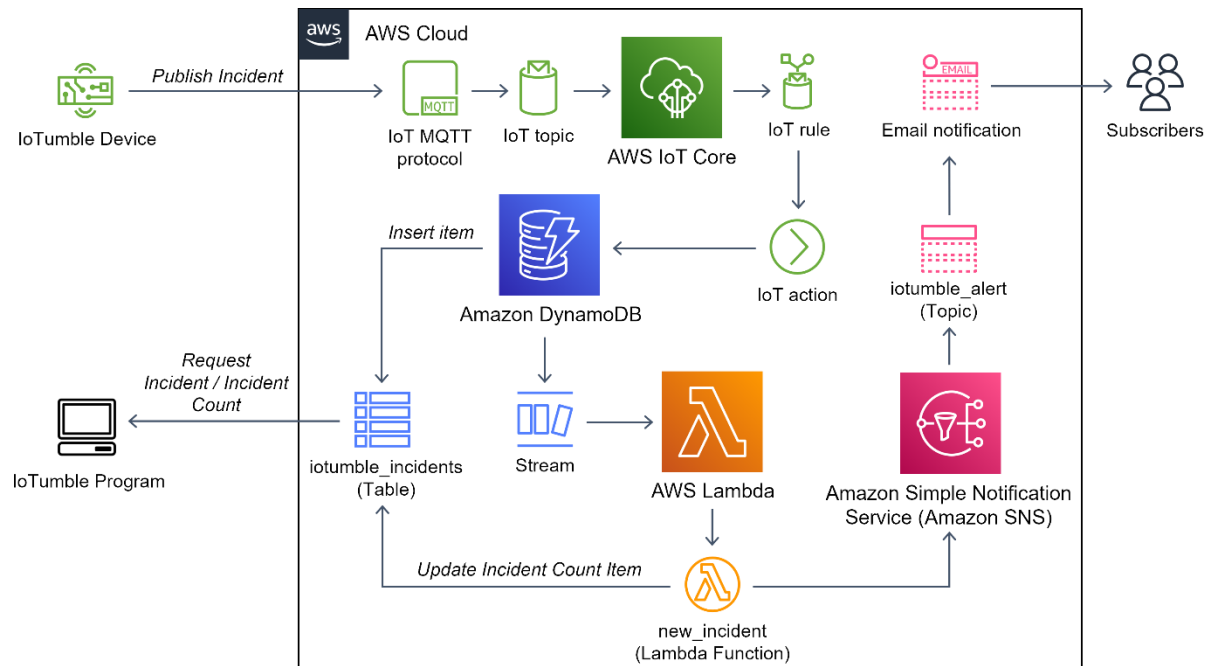 aws
AWS Cloud
Publish Incident
IoTumble Device
MQTT
IoT MQTT
protocol
IoT topic
AWS IoT Core
IoT rule
EMAIL
Email notification
Subscribers
Insert item
Amazon DynamoDB
IoT action
iotumble_alert
(Topic)
Request
Incident / Incident
Count
IoTumble Program
iotumble_incidents
(Table)
Stream
AWS Lambda
Amazon Simple Notification
Service (Amazon SNS)
Update Incident Count Item
new_incident
(Lambda Function)